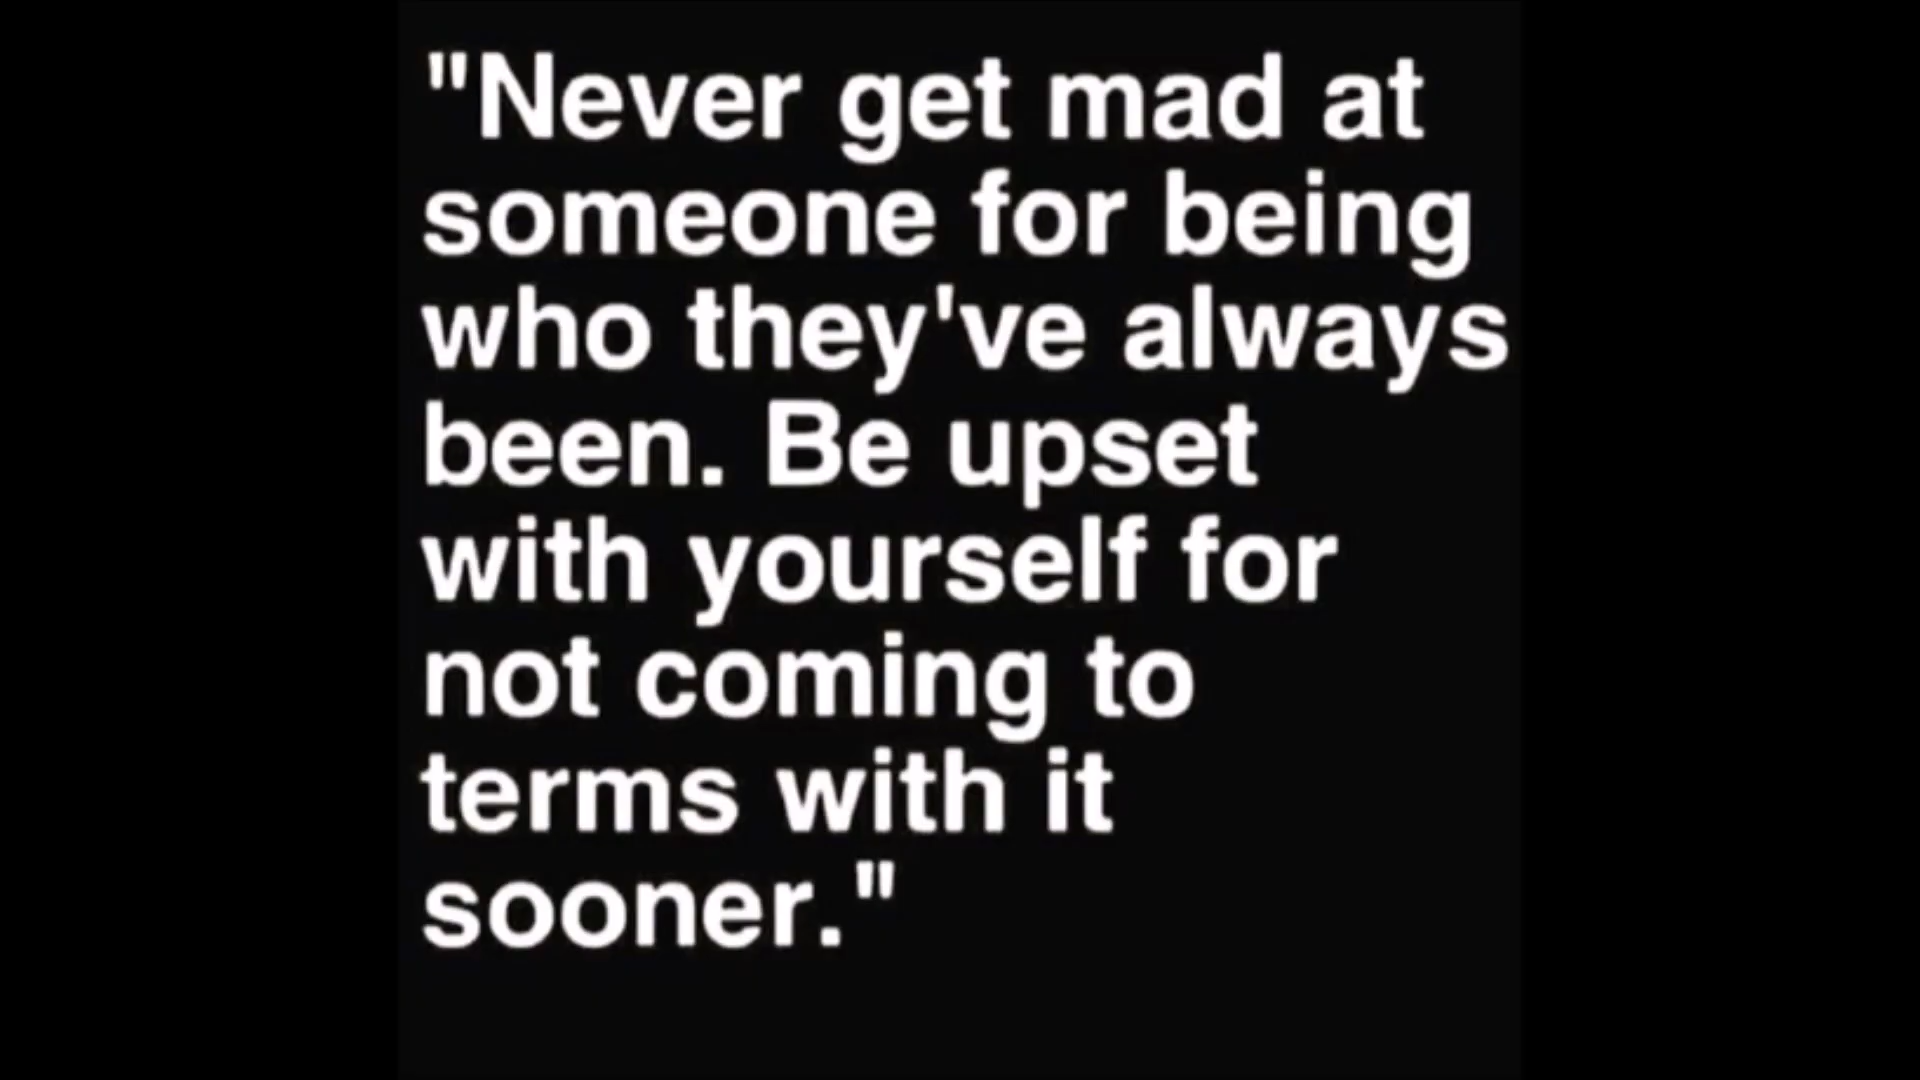 "Never get mad at
someone for being
who they've always
been. Be upset
with yourself for
not coming to
terms with it
sooner."